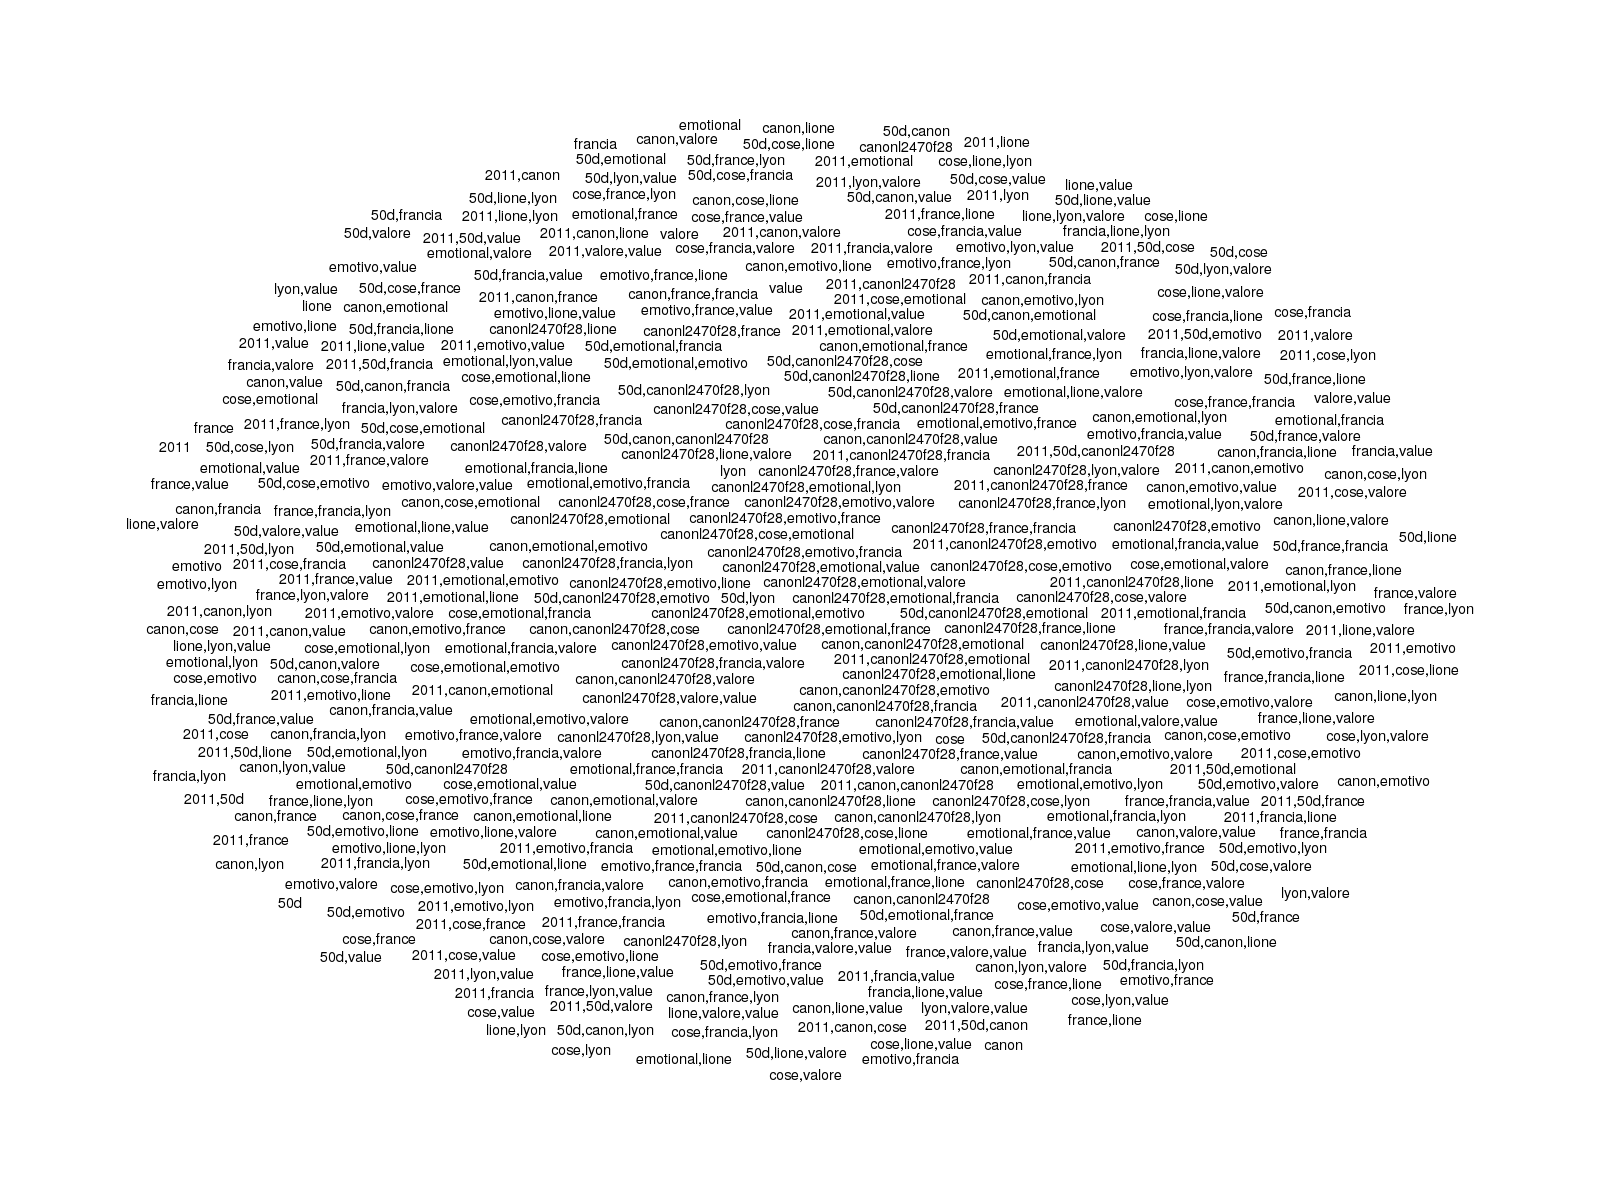 emotional canon,lione 50d,canon
francia canon,valore 50d,cose,lione canonl2470f28 2011,lione
50d,emotional 50d,france,lyon 2011,emotional cose,lione,lyon
2011,canon 50d,lyon,value 50d,cose,francia 2011,lyon,valore 50d,cose,value lione,value
50d,lione,lyon cose,france,lyon canon,cose,lione 50d,canon,value 2011,lyon 50d,lione,value
50d,francia 2011,lione,lyon emotional,france cose,france,value 2011,france,lione lione,lyon,valore cose,lione
50d,valore 2011,50d,value 2011,canon,lione valore 2011,canon,valore cose,francia,value francia,lione,lyon
emotional,valore 2011,valore,value cose,francia,valore 2011,francia,valore emotivo,lyon,value 2011,50d,cose 50d,cose
emotivo,value 50d,francia,value emotivo,france,lione canon,emotivo,lione emotivo,france,lyon 50d,canon,france 50d,lyon,valore
lyon,value 50d,cose,france 2011,canon,france canon,france,francia value 2011,canonl2470f28 2011,canon,francia cose,lione,valore
lione canon,emotional emotivo,lione,value emotivo,france,value 2011,emotional,value 2011,cose,emotional canon,emotivo,lyon 50d,canon,emotional cose,francia,lione cose,francia
emotivo,lione 50d,francia,lione canonl2470f28,lione canonl2470f28,france 2011,emotional,valore 50d,emotional,valore 2011,50d,emotivo 2011,valore
2011,value 2011,lione,value 2011,emotivo,value 50d,emotional,francia canon,emotional,france emotional,france,lyon francia,lione,valore 2011,cose,lyon
francia,valore 2011,50d,francia emotional,lyon,value 50d,emotional,emotivo 50d,canonl2470f28,cose 2011,emotional,france emotivo,lyon,valore 50d,france,lione
canon,value 50d,canon,francia cose,emotional,lione 50d,canonl2470f28,lyon 50d,canonl2470f28,lione 50d,canonl2470f28,valore emotional,lione,valore
cose,emotional francia,lyon,valore cose,emotivo,francia canonl2470f28,cose,value 50d,canonl2470f28,france cose,france,francia valore,value
france 2011,france,lyon 50d,cose,emotional canonl2470f28,francia canonl2470f28,cose,francia emotional,emotivo,france canon,emotional,lyon emotional,francia
2011 50d,cose,lyon 50d,francia,valore canonl2470f28,valore 50d,canon,canonl2470f28 canon,canonl2470f28,value emotivo,francia,value 50d,france,valore
2011,france,valore canonl2470f28,lione,valore 2011,canonl2470f28,francia 2011,50d,canonl2470f28 canon,francia,lione francia,value
emotional,value emotional,francia,lione lyon canonl2470f28,france,valore canonl2470f28,lyon,valore 2011,canon,emotivo canon,cose,lyon
france,value 50d,cose,emotivo emotivo,valore,value emotional,emotivo,francia canonl2470f28,emotional,lyon 2011,canonl2470f28,france canon,emotivo,value 2011,cose,valore
canon,francia france,francia,lyon canon,cose,emotional canonl2470f28,cose,france canonl2470f28,emotivo,valore canonl2470f28,france,lyon emotional,lyon,valore
lione,valore 50d,valore,value emotional,lione,value canonl2470f28,emotional canonl2470f28,emotivo,france canonl2470f28,france,francia canonl2470f28,emotivo canon,lione,valore
canonl2470f28,cose,emotional 50d,lione
2011,50d,lyon 50d,emotional,value canon,emotional,emotivo canonl2470f28,emotivo,francia 2011,canonl2470f28,emotivo emotional,francia,value 50d,france,francia
emotivo 2011,cose,francia canonl2470f28,value canonl2470f28,francia,lyon canonl2470f28,emotional,value canonl2470f28,cose,emotivo cose,emotional,valore canon,france,lione
emotivo,lyon 2011,france,value 2011,emotional,emotivo canonl2470f28,emotivo,lione canonl2470f28,emotional,valore 2011,canonl2470f28,lione 2011,emotional,lyon
france,lyon,valore 2011,emotional,lione 50d,canonl2470f28,emotivo 50d,lyon canonl2470f28,emotional,francia canonl2470f28,cose,valore france,valore
2011,canon,lyon 2011,emotivo,valore cose,emotional,francia canonl2470f28,emotional,emotivo 50d,canonl2470f28,emotional 2011,emotional,francia 50d,canon,emotivo france,lyon
canon,cose 2011,canon,value canon,emotivo,france canon,canonl2470f28,cose canonl2470f28,emotional,france canonl2470f28,france,lione france,francia,valore 2011,lione,valore
lione,lyon,value cose,emotional,lyon emotional,francia,valore canonl2470f28,emotivo,value canon,canonl2470f28,emotional canonl2470f28,lione,value 50d,emotivo,francia 2011,emotivo
emotional,lyon 50d,canon,valore cose,emotional,emotivo canonl2470f28,francia,valore 2011,canonl2470f28,emotional 2011,canonl2470f28,lyon
cose,emotivo canon,cose,francia canon,canonl2470f28,valore canonl2470f28,emotional,lione france,francia,lione 2011,cose,lione
francia,lione 2011,emotivo,lione 2011,canon,emotional canonl2470f28,valore,value canon,canonl2470f28,emotivo canonl2470f28,lione,lyon canon,lione,lyon
canon,francia,value canon,canonl2470f28,francia 2011,canonl2470f28,value cose,emotivo,valore
50d,france,value emotional,emotivo,valore canon,canonl2470f28,france canonl2470f28,francia,value emotional,valore,value france,lione,valore
2011,cose canon,francia,lyon emotivo,france,valore canonl2470f28,lyon,value canonl2470f28,emotivo,lyon cose 50d,canonl2470f28,francia canon,cose,emotivo cose,lyon,valore
2011,50d,lione 50d,emotional,lyon emotivo,francia,valore canonl2470f28,francia,lione canonl2470f28,france,value canon,emotivo,valore 2011,cose,emotivo
francia,lyon canon,lyon,value 50d,canonl2470f28 emotional,france,francia 2011,canonl2470f28,valore canon,emotional,francia 2011,50d,emotional
emotional,emotivo cose,emotional,value 50d,canonl2470f28,value 2011,canon,canonl2470f28 emotional,emotivo,lyon 50d,emotivo,valore canon,emotivo
2011,50d france,lione,lyon cose,emotivo,france canon,emotional,valore canon,canonl2470f28,lione canonl2470f28,cose,lyon france,francia,value 2011,50d,france
canon,france canon,cose,france canon,emotional,lione 2011,canonl2470f28,cose canon,canonl2470f28,lyon emotional,francia,lyon 2011,francia,lione
2011,france 50d,emotivo,lione emotivo,lione,valore canon,emotional,value canonl2470f28,cose,lione emotional,france,value canon,valore,value france,francia
emotivo,lione,lyon 2011,emotivo,francia emotional,emotivo,lione emotional,emotivo,value 2011,emotivo,france 50d,emotivo,lyon
canon,lyon 2011,francia,lyon 50d,emotional,lione emotivo,france,francia 50d,canon,cose emotional,france,valore emotional,lione,lyon 50d,cose,valore
emotivo,valore cose,emotivo,lyon canon,francia,valore canon,emotivo,francia emotional,france,lione canonl2470f28,cose cose,france,valore lyon,valore
50d 2011,emotivo,lyon emotivo,francia,lyon cose,emotional,france canon,canonl2470f28 cose,emotivo,value canon,cose,value
50d,emotivo 2011,cose,france 2011,france,francia emotivo,francia,lione 50d,emotional,france 50d,france
cose,france canon,cose,valore canonl2470f28,lyon canon,france,valore canon,france,value cose,valore,value
50d,value 2011,cose,value cose,emotivo,lione francia,valore,value france,valore,value francia,lyon,value 50d,canon,lione
2011,lyon,value france,lione,value 50d,emotivo,france 2011,francia,value canon,lyon,valore 50d,francia,lyon
50d,emotivo,value cose,france,lione emotivo,france
2011,francia france,lyon,value canon,france,lyon francia,lione,value cose,lyon,value
cose,value 2011,50d,valore lione,valore,value canon,lione,value lyon,valore,value
lione,lyon 50d,canon,lyon cose,francia,lyon 2011,canon,cose 2011,50d,canon france,lione
cose,lyon emotional,lione 50d,lione,valore cose,lione,value canon
emotivo,francia
cose,valore